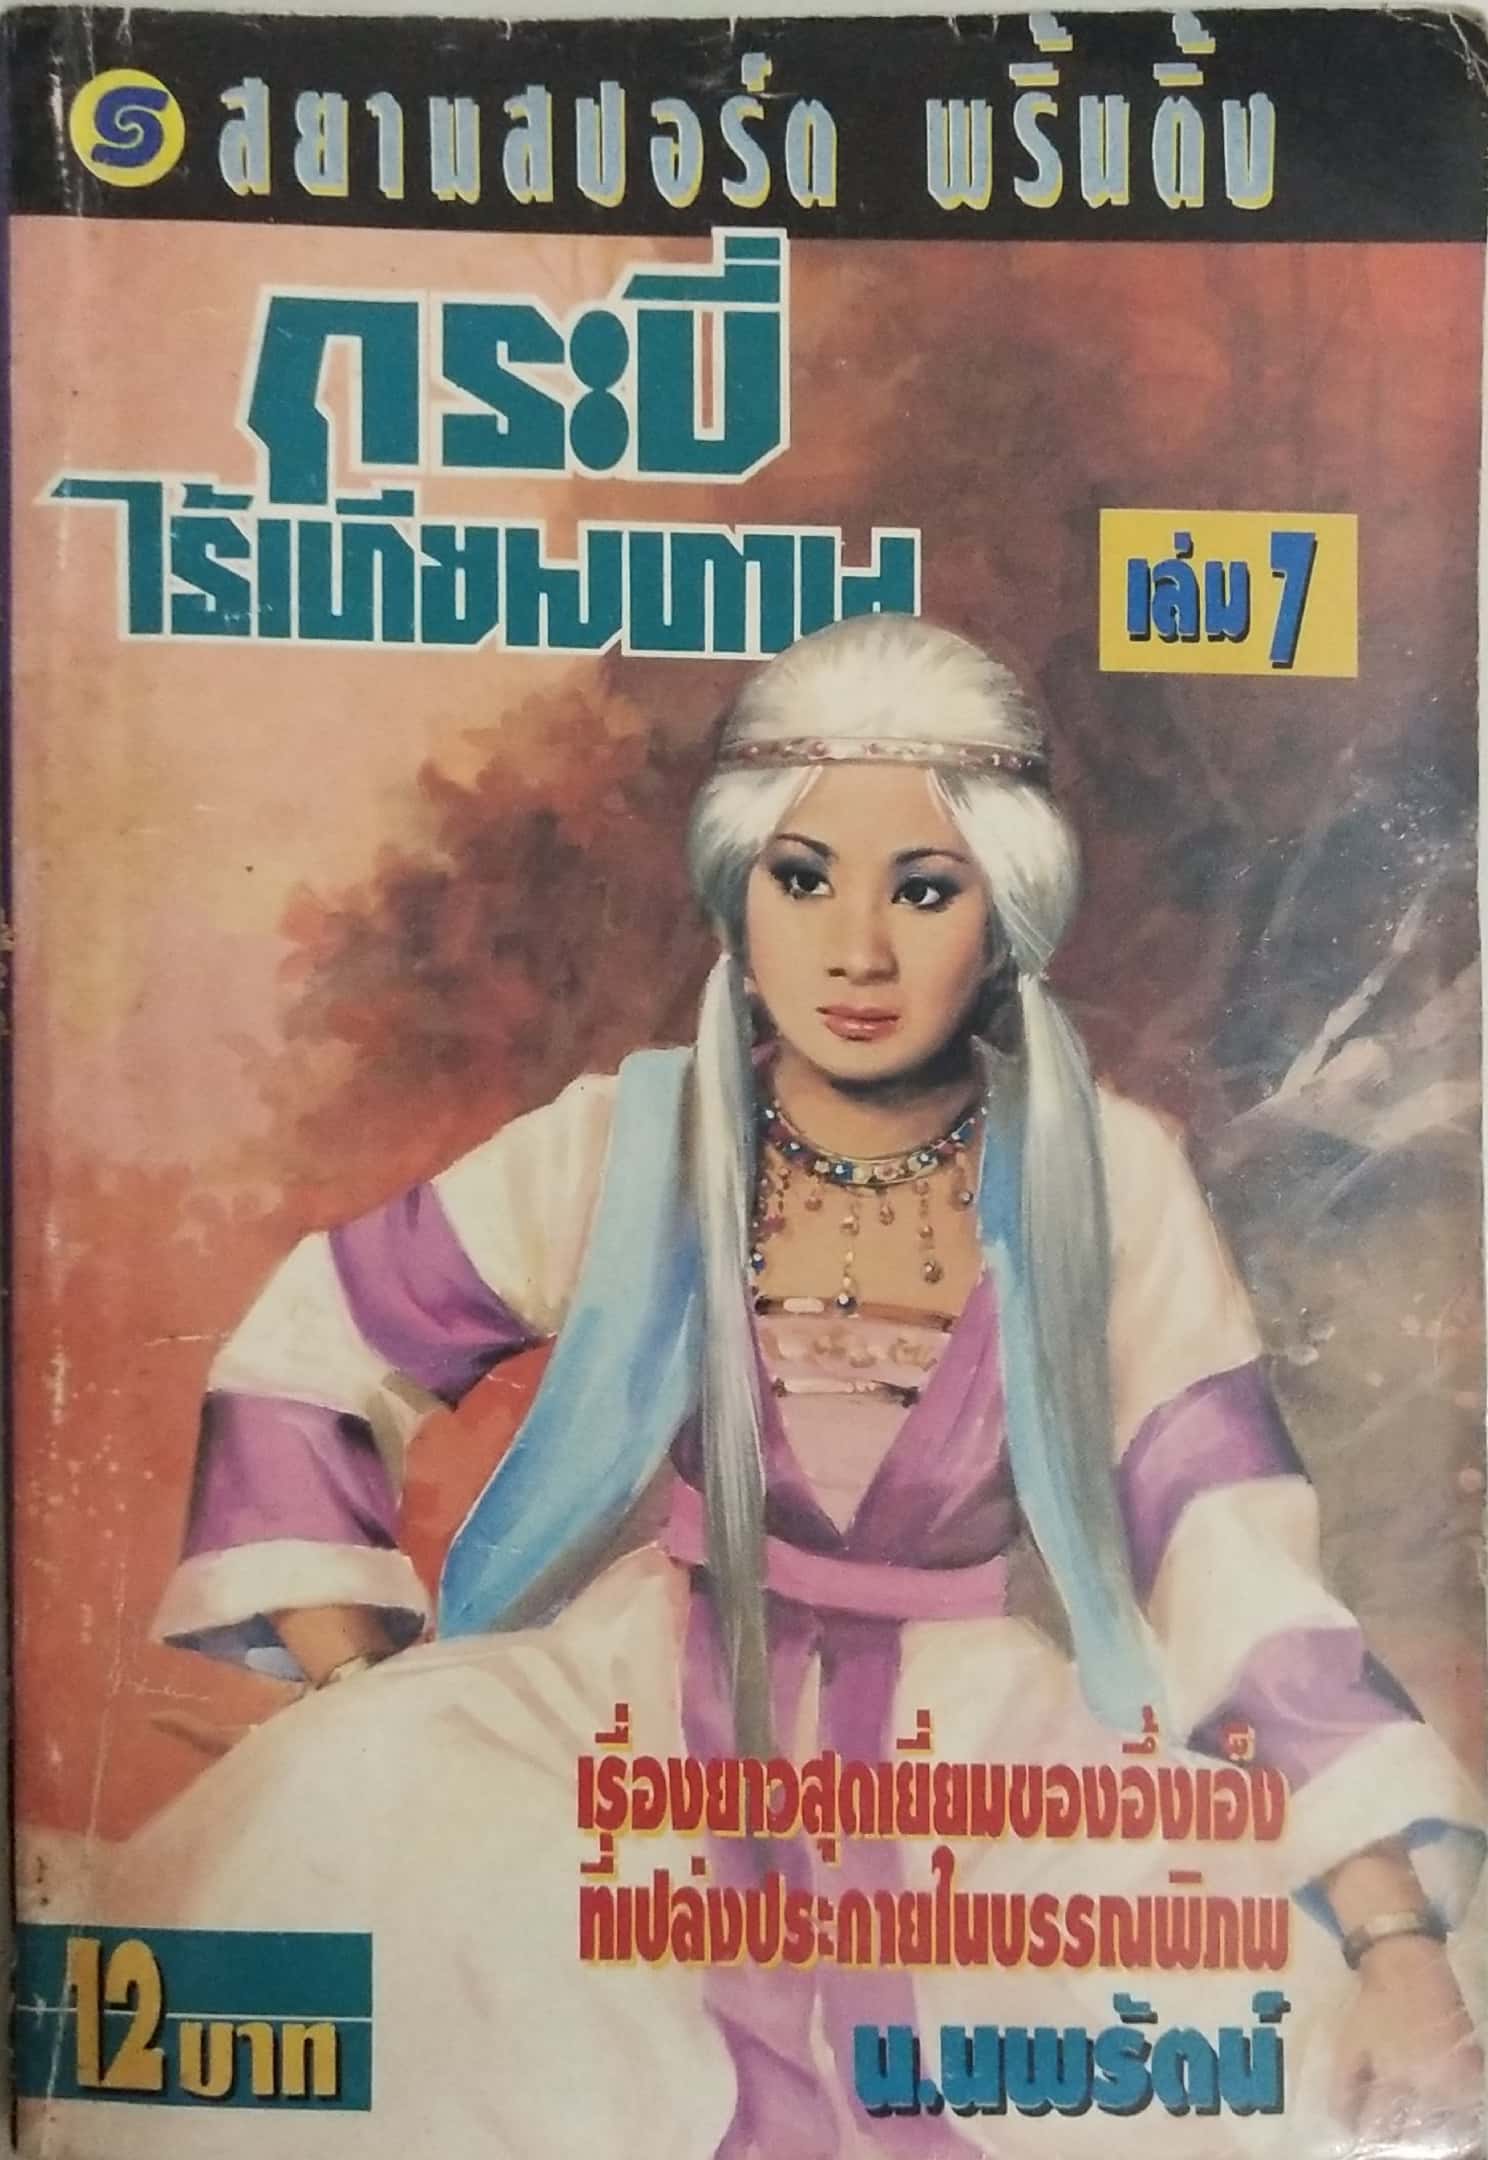 สยามสปอร์ต พริ้นติ้ง
กระบี่
ไร้เทียมทาน
เล่ม 7
เรื่องยาวสุดเยี่ยมของอึ้งเอ็ง
ที่เปล่งประกายในบรรณพิภพ
น.นพรัตน์
12 บาท